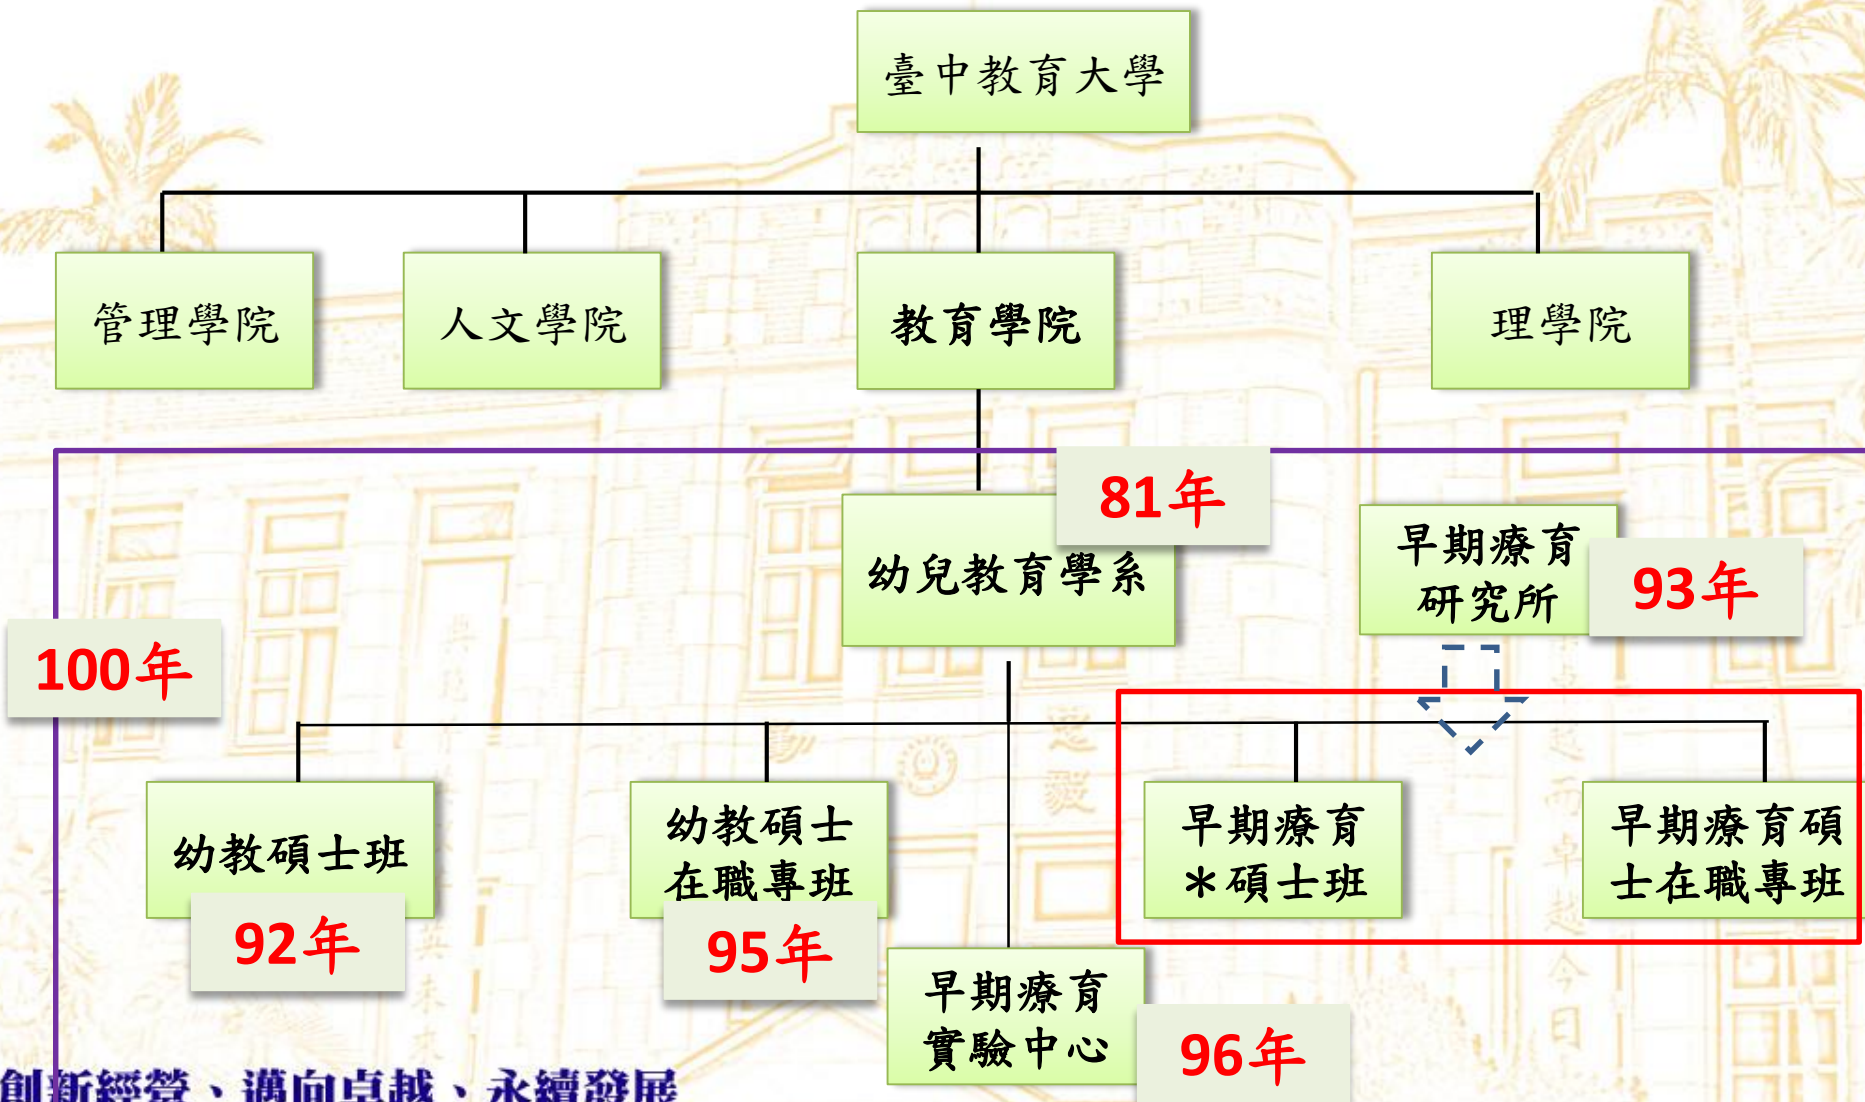 臺中教育大學
管理學院
人文學院
教育學院
理學院
81年
幼兒教育學系
早期療育
研究所
93年
100年
幼教碩士班
92年
幼教碩士
在職專班
95年
早期療育
＊碩士班
早期療育碩
士在職專班
早期療育
實驗中心
96年
創新經營、邁向卓越、永續發展